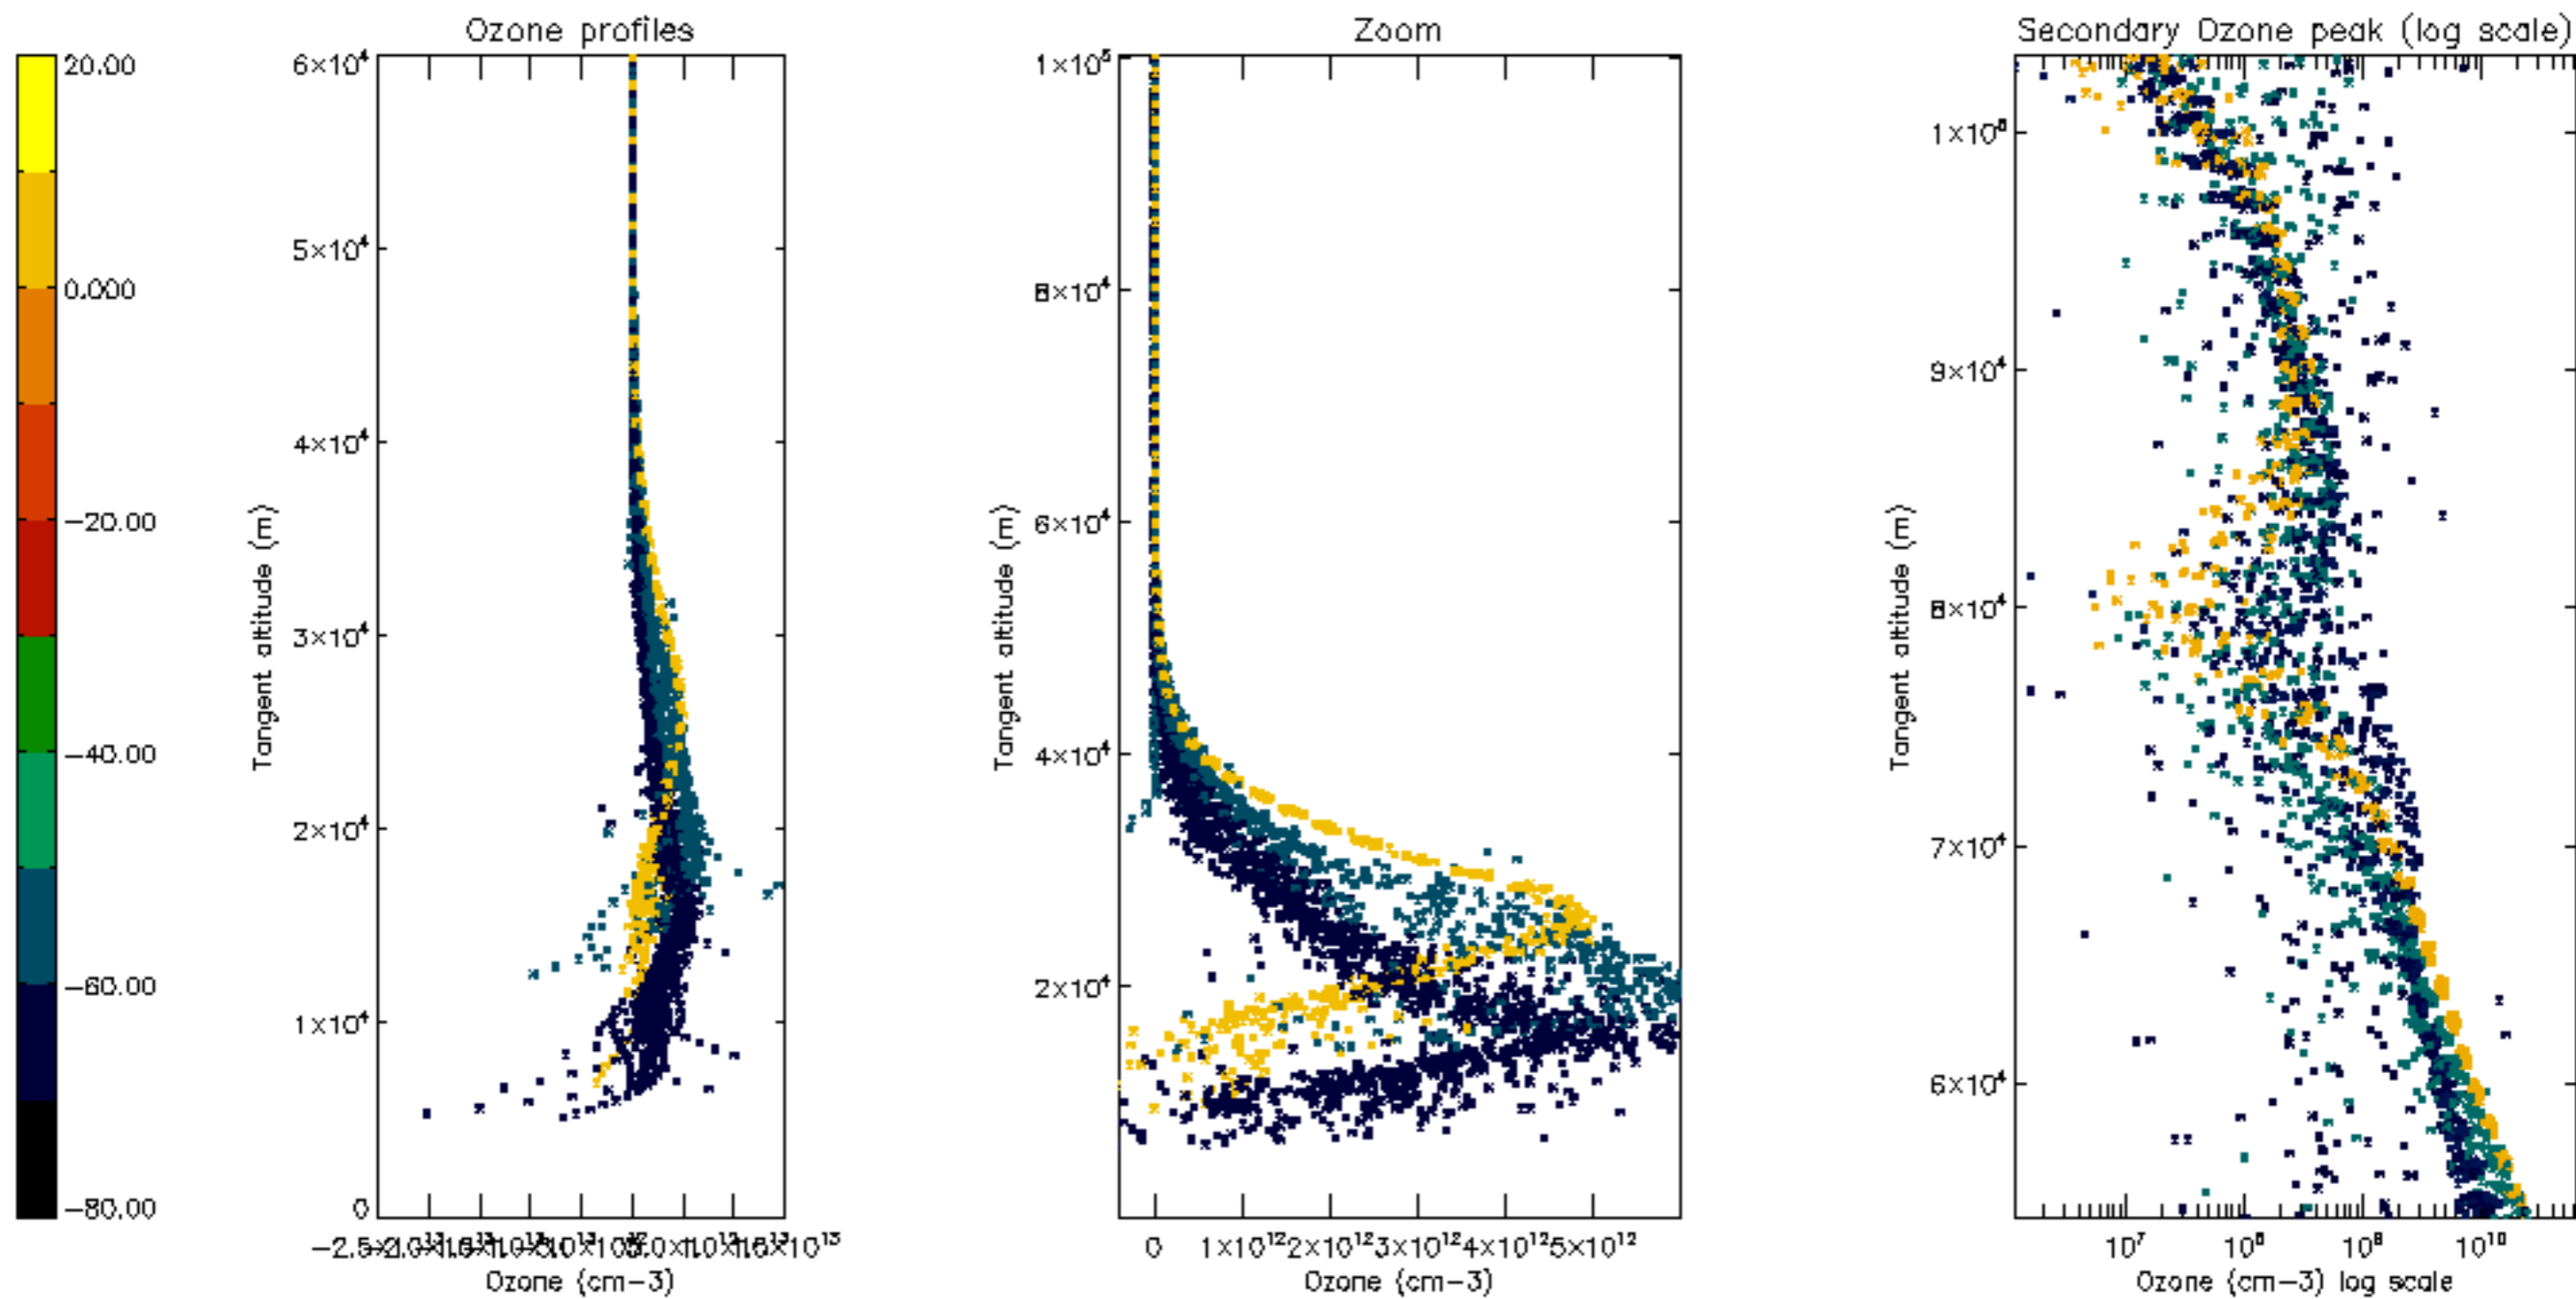 Ozone profiles
Zoom
Secondary Ozone peak (log scale)
20.00
0.000
−20.00
−40.00
−60.00
−80.00
6×10⁴
5×10⁴
4×10⁴
3×10⁴
2×10⁴
1×10⁴
0
Tangent altitude (m)
Ozone (cm−3)
1×10⁵
8×10⁴
6×10⁴
4×10⁴
2×10⁴
Tangent altitude (m)
0 1×10¹² 2×10¹² 3×10¹² 4×10¹² 5×10¹²
Ozone (cm−3)
9×10⁴
8×10⁴
7×10⁴
6×10⁴
Tangent altitude (m)
10⁷ 10⁸ 10⁹ 10¹⁰
Ozone (cm−3) log scale